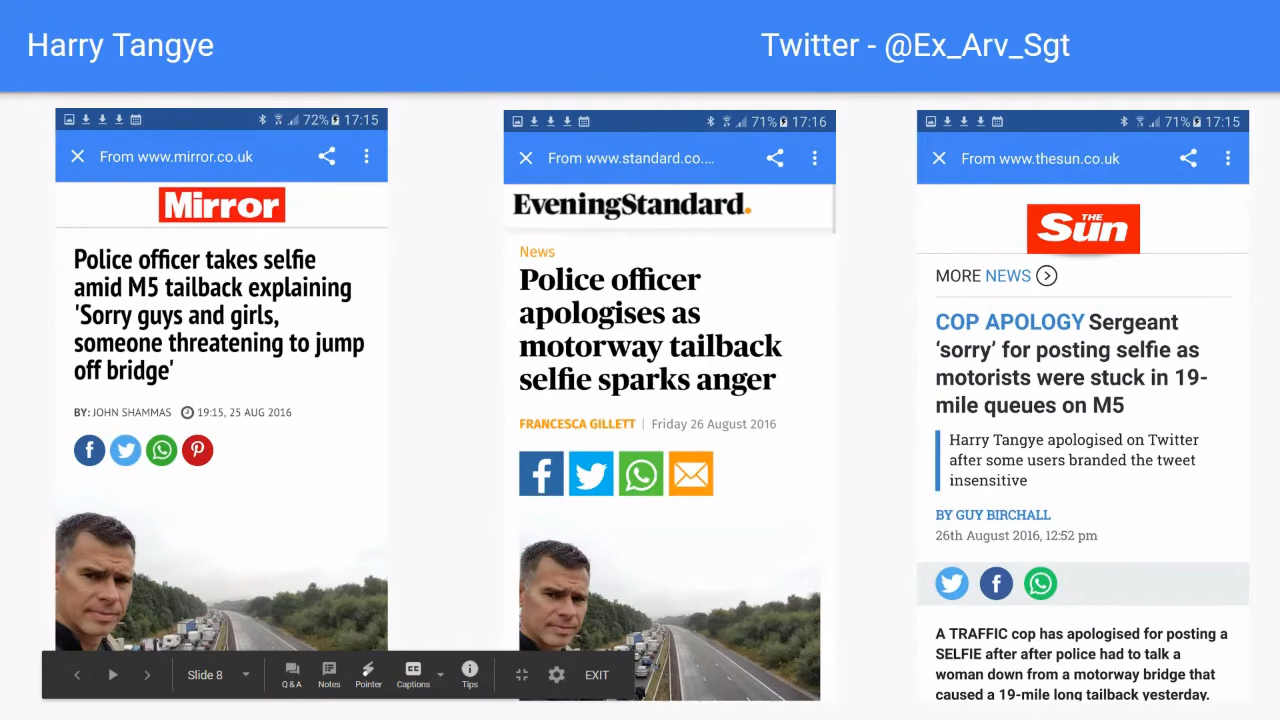 Harry Tangye
Twitter - @Ex_Arv_Sgt
72% 17:15
From www.mirror.co.uk
Mirror
Police officer takes selfie
amid M5 tailback explaining
'Sorry guys and girls,
someone threatening to jump
off bridge'
BY: JOHN SHAMMAS 19:15, 25 AUG 2016
71% 17:16
From www.standard.co....
EveningStandard.
News
Police officer
apologises as
motorway tailback
selfie sparks anger
FRANCESCA GILLETT | Friday 26 August 2016
71% 17:15
From www.thesun.co.uk
THE
Sun
MORE NEWS
COP APOLOGY Sergeant
‘sorry’ for posting selfie as
motorists were stuck in 19-
mile queues on M5
Harry Tangye apologised on Twitter
after some users branded the tweet
insensitive
BY GUY BIRCHALL
26th August 2016, 12:52 pm
A TRAFFIC cop has apologised for posting a
SELFIE after after police had to talk a
woman down from a motorway bridge that
caused a 19-mile long tailback yesterday.
Slide 8
Q & A
Notes
Pointer
CC
Captions
Tips
EXIT